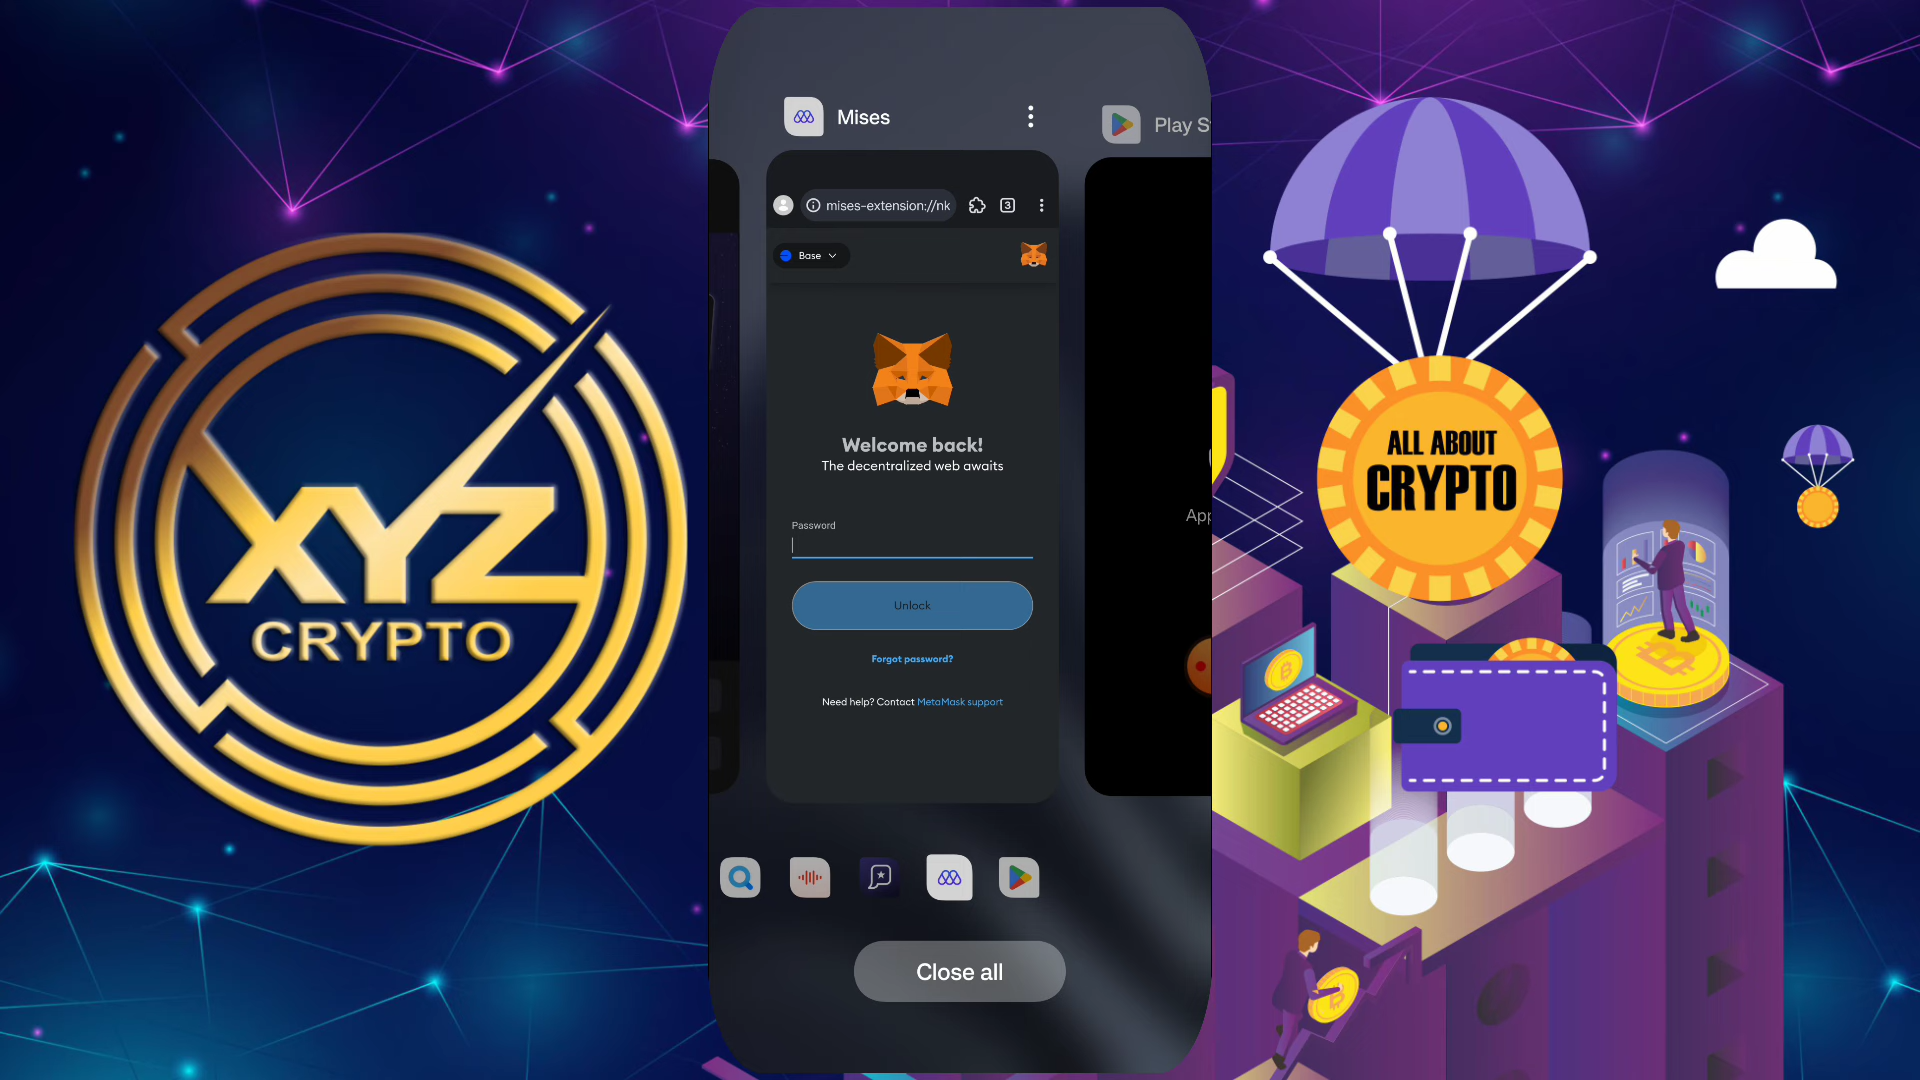 XYZ
CRYPTO
Mises
Play S
mises-extension://nk
3
Base
Welcome back!
The decentralized web awaits
Password
Unlock
Forgot password?
Need help? Contact MetaMask support
App
Close all
ALL ABOUT
CRYPTO